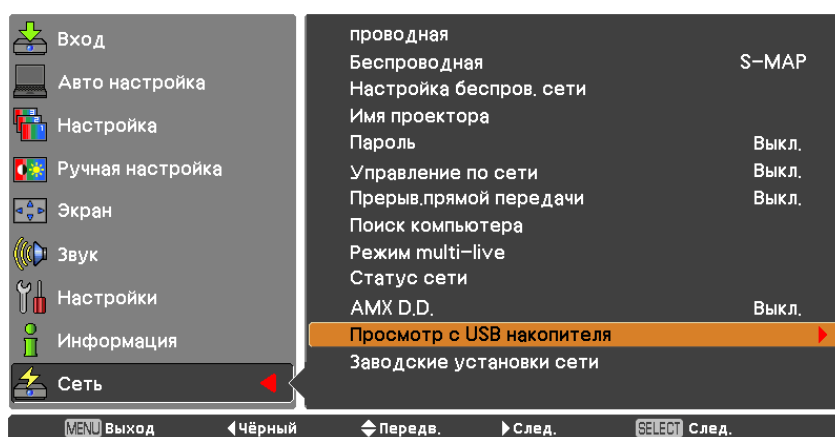 Вход
Авто настройка
Настройка
Ручная настройка
Экран
Звук
Настройки
Информация
Сеть
проводная
Беспроводная S-MAP
Настройка беспров. сети
Имя проектора
Пароль Выкл.
Управление по сети Выкл.
Прерыв.прямой передачи Выкл.
Поиск компьютера
Режим multi-live
Статус сети
AMX D.D. Выкл.
Просмотр с USB накопителя
Заводские установки сети
MENU Выход Чёрный Передв. След. SELECT След.